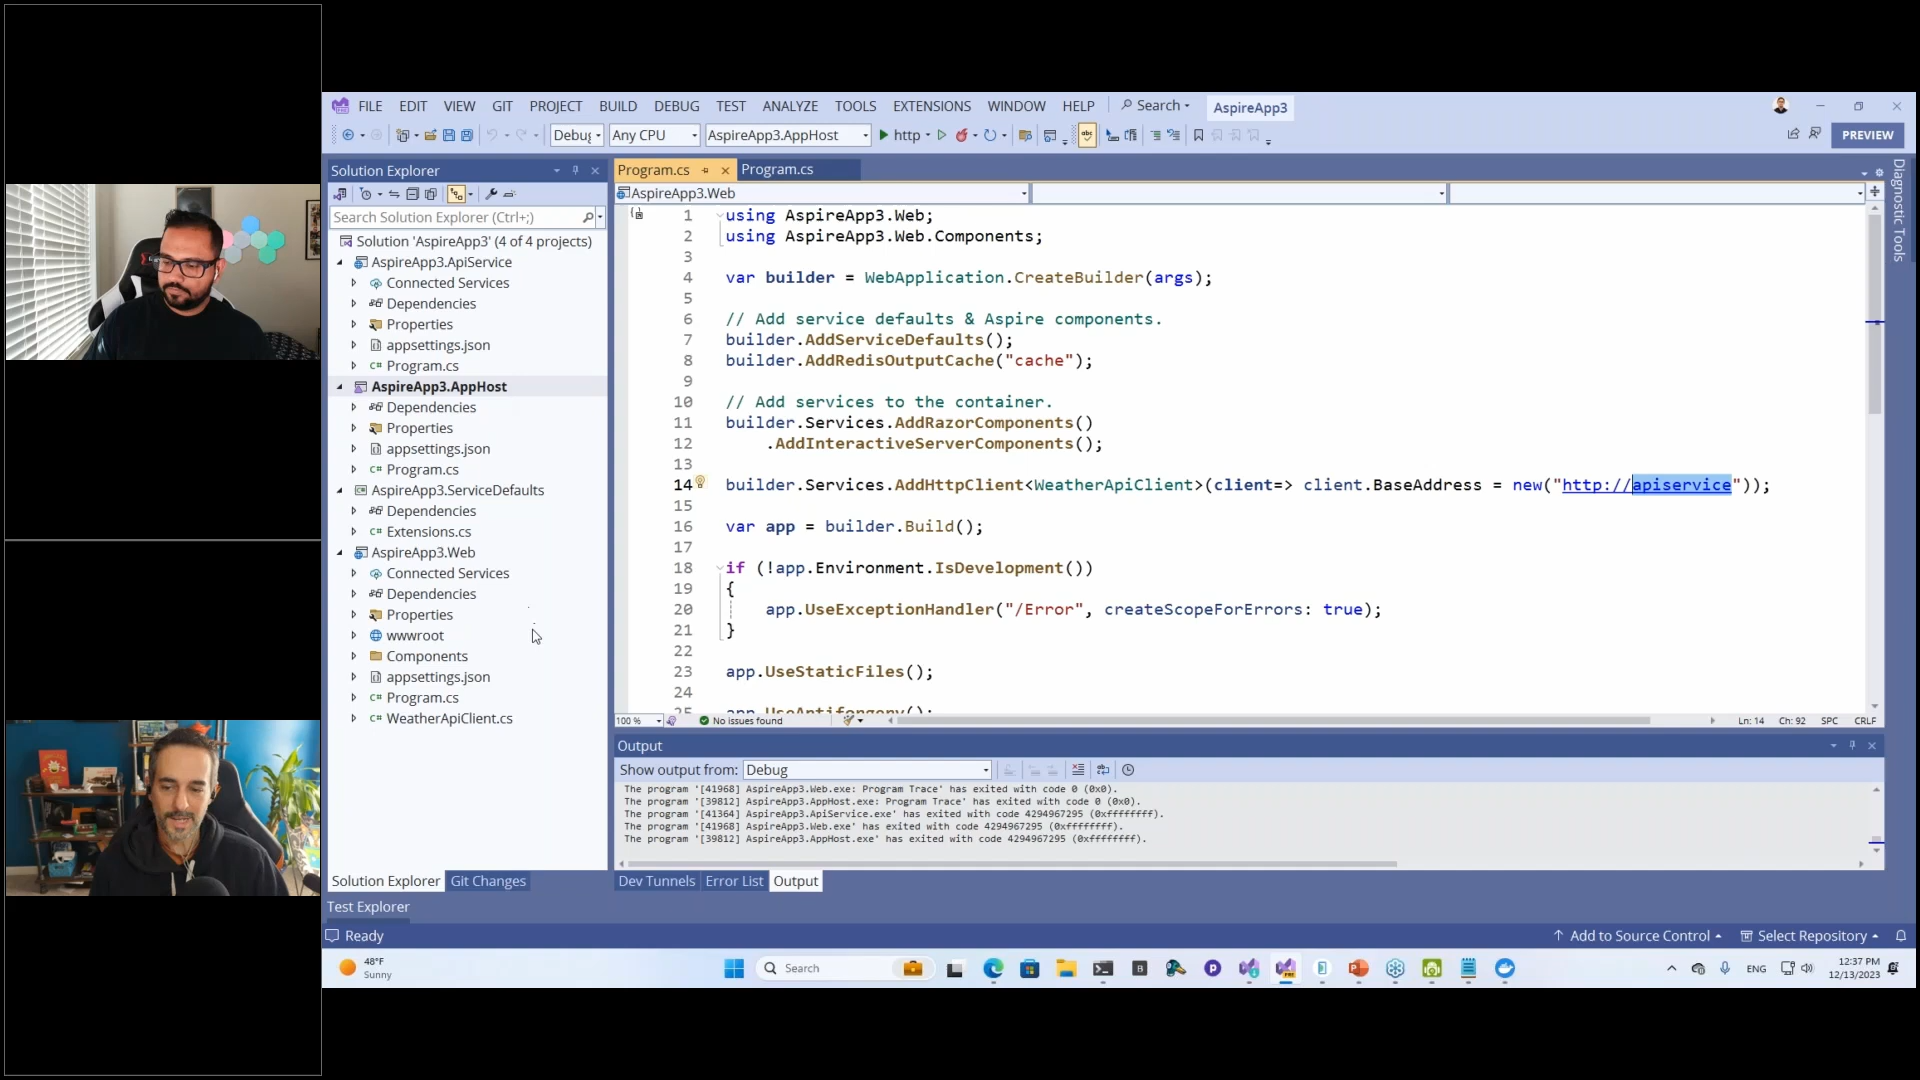 FILE EDIT VIEW GIT PROJECT BUILD DEBUG TEST ANALYZE TOOLS EXTENSIONS WINDOW HELP Search AspireApp3
Debug Any CPU AspireApp3.AppHost http PREVIEW
Solution Explorer
Search Solution Explorer (Ctrl+;)
Solution 'AspireApp3' (4 of 4 projects)
AspireApp3.ApiService
Connected Services
Dependencies
Properties
appsettings.json
C# Program.cs
AspireApp3.AppHost
Dependencies
Properties
appsettings.json
C# Program.cs
AspireApp3.ServiceDefaults
Dependencies
C# Extensions.cs
AspireApp3.Web
Connected Services
Dependencies
Properties
wwwroot
Components
appsettings.json
C# Program.cs
C# WeatherApiClient.cs
Solution Explorer Git Changes
Test Explorer
Program.cs Program.cs
AspireApp3.Web
1 using AspireApp3.Web;
2 using AspireApp3.Web.Components;
3
4 var builder = WebApplication.CreateBuilder(args);
5
6 // Add service defaults & Aspire components.
7 builder.AddServiceDefaults();
8 builder.AddRedisOutputCache("cache");
9
10 // Add services to the container.
11 builder.Services.AddRazorComponents()
12 .AddInteractiveServerComponents();
13
14 builder.Services.AddHttpClient<WeatherApiClient>(client=> client.BaseAddress = new("http://apiservice"));
15
16 var app = builder.Build();
17
18 if (!app.Environment.IsDevelopment())
19 {
20 app.UseExceptionHandler("/Error", createScopeForErrors: true);
21 }
22
23 app.UseStaticFiles();
24
25 app.UseAntiforgery();
100 % No issues found Ln: 14 Ch: 92 SPC CRLF
Diagnostic Tools
Output
Show output from: Debug
The program '[41968] AspireApp3.Web.exe: Program Trace' has exited with code 0 (0x0).
The program '[39812] AspireApp3.AppHost.exe: Program Trace' has exited with code 0 (0x0).
The program '[41364] AspireApp3.ApiService.exe' has exited with code 4294967295 (0xffffffff).
The program '[41968] AspireApp3.Web.exe' has exited with code 4294967295 (0xffffffff).
The program '[39812] AspireApp3.AppHost.exe' has exited with code 4294967295 (0xffffffff).
Dev Tunnels Error List Output
Ready Add to Source Control Select Repository
48°F
Sunny
Search
ENG
12:37 PM
12/13/2023